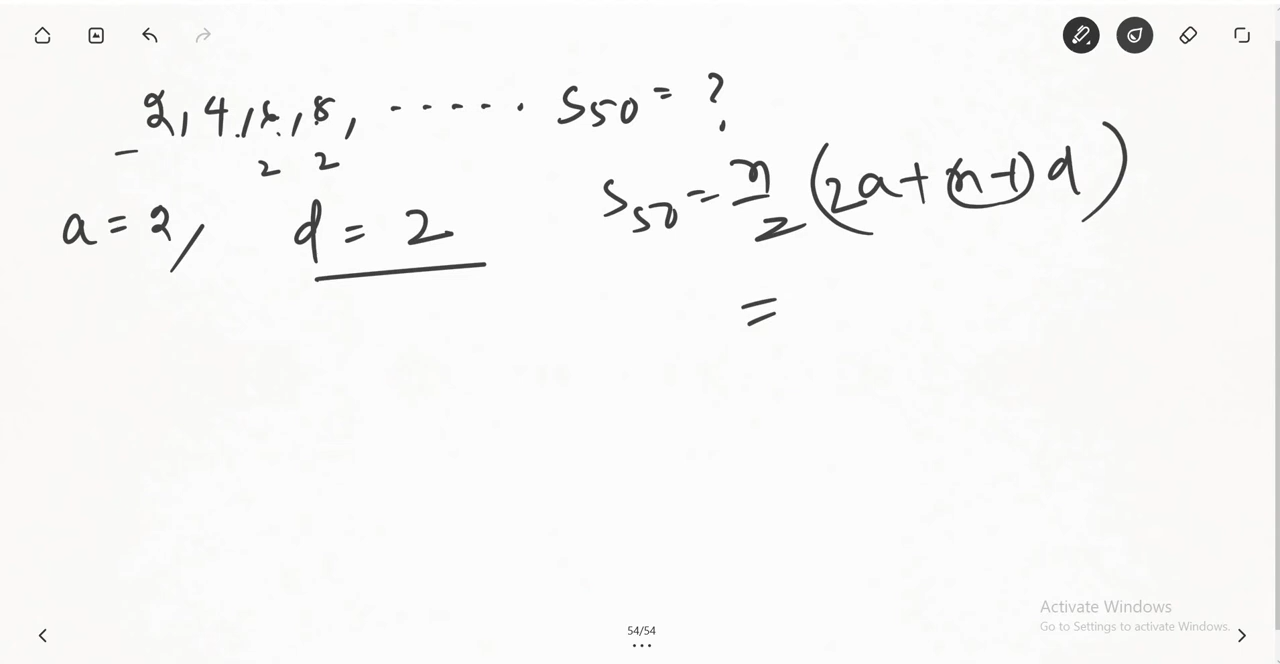 2, 4, 6, 8, ...... S50 = ?
2 2
a = 2, d = 2
S50 = n/2 (2a + (n-1) d)
=
54/54
Activate Windows
Go to Settings to activate Windows.